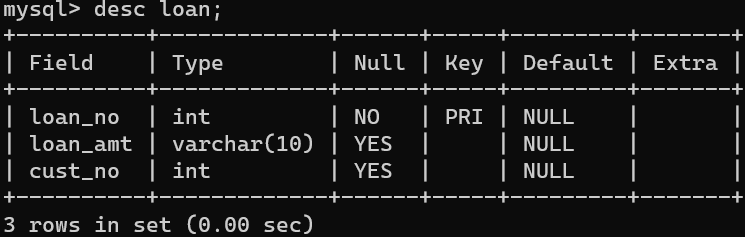 mysql> desc loan;
+----------+-------------+------+-----+---------+-------+
| Field    | Type        | Null | Key | Default | Extra |
+----------+-------------+------+-----+---------+-------+
| loan_no  | int         | NO   | PRI | NULL    |       |
| loan_amt | varchar(10) | YES  |     | NULL    |       |
| cust_no  | int         | YES  |     | NULL    |       |
+----------+-------------+------+-----+---------+-------+
3 rows in set (0.00 sec)